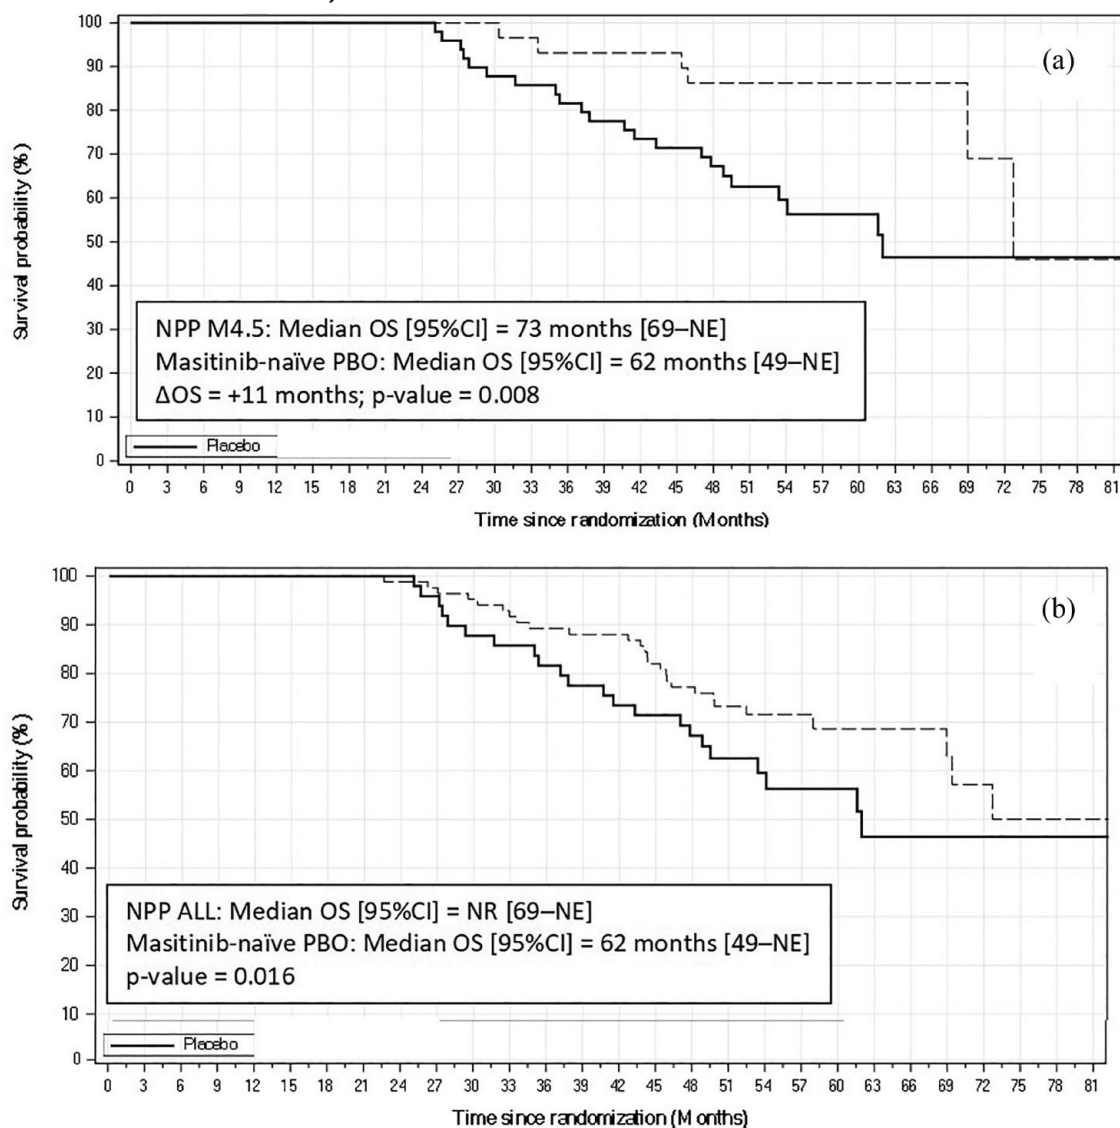 (a)
Survival probability (%)
100
90
80
70
60
50
40
30
20
10
0
NPP M4.5: Median OS [95%CI] = 73 months [69–NE]
Masitinib-naïve PBO: Median OS [95%CI] = 62 months [49–NE]
ΔOS = +11 months; p-value = 0.008
Placebo
0 3 6 9 12 15 18 21 24 27 30 33 36 39 42 45 48 51 54 57 60 63 66 69 72 75 78 81
Time since randomization (Months)
(b)
Survival probability (%)
100
90
80
70
60
50
40
30
20
10
0
NPP ALL: Median OS [95%CI] = NR [69–NE]
Masitinib-naïve PBO: Median OS [95%CI] = 62 months [49–NE]
p-value = 0.016
Placebo
0 3 6 9 12 15 18 21 24 27 30 33 36 39 42 45 48 51 54 57 60 63 66 69 72 75 78 81
Time since randomization (Months)